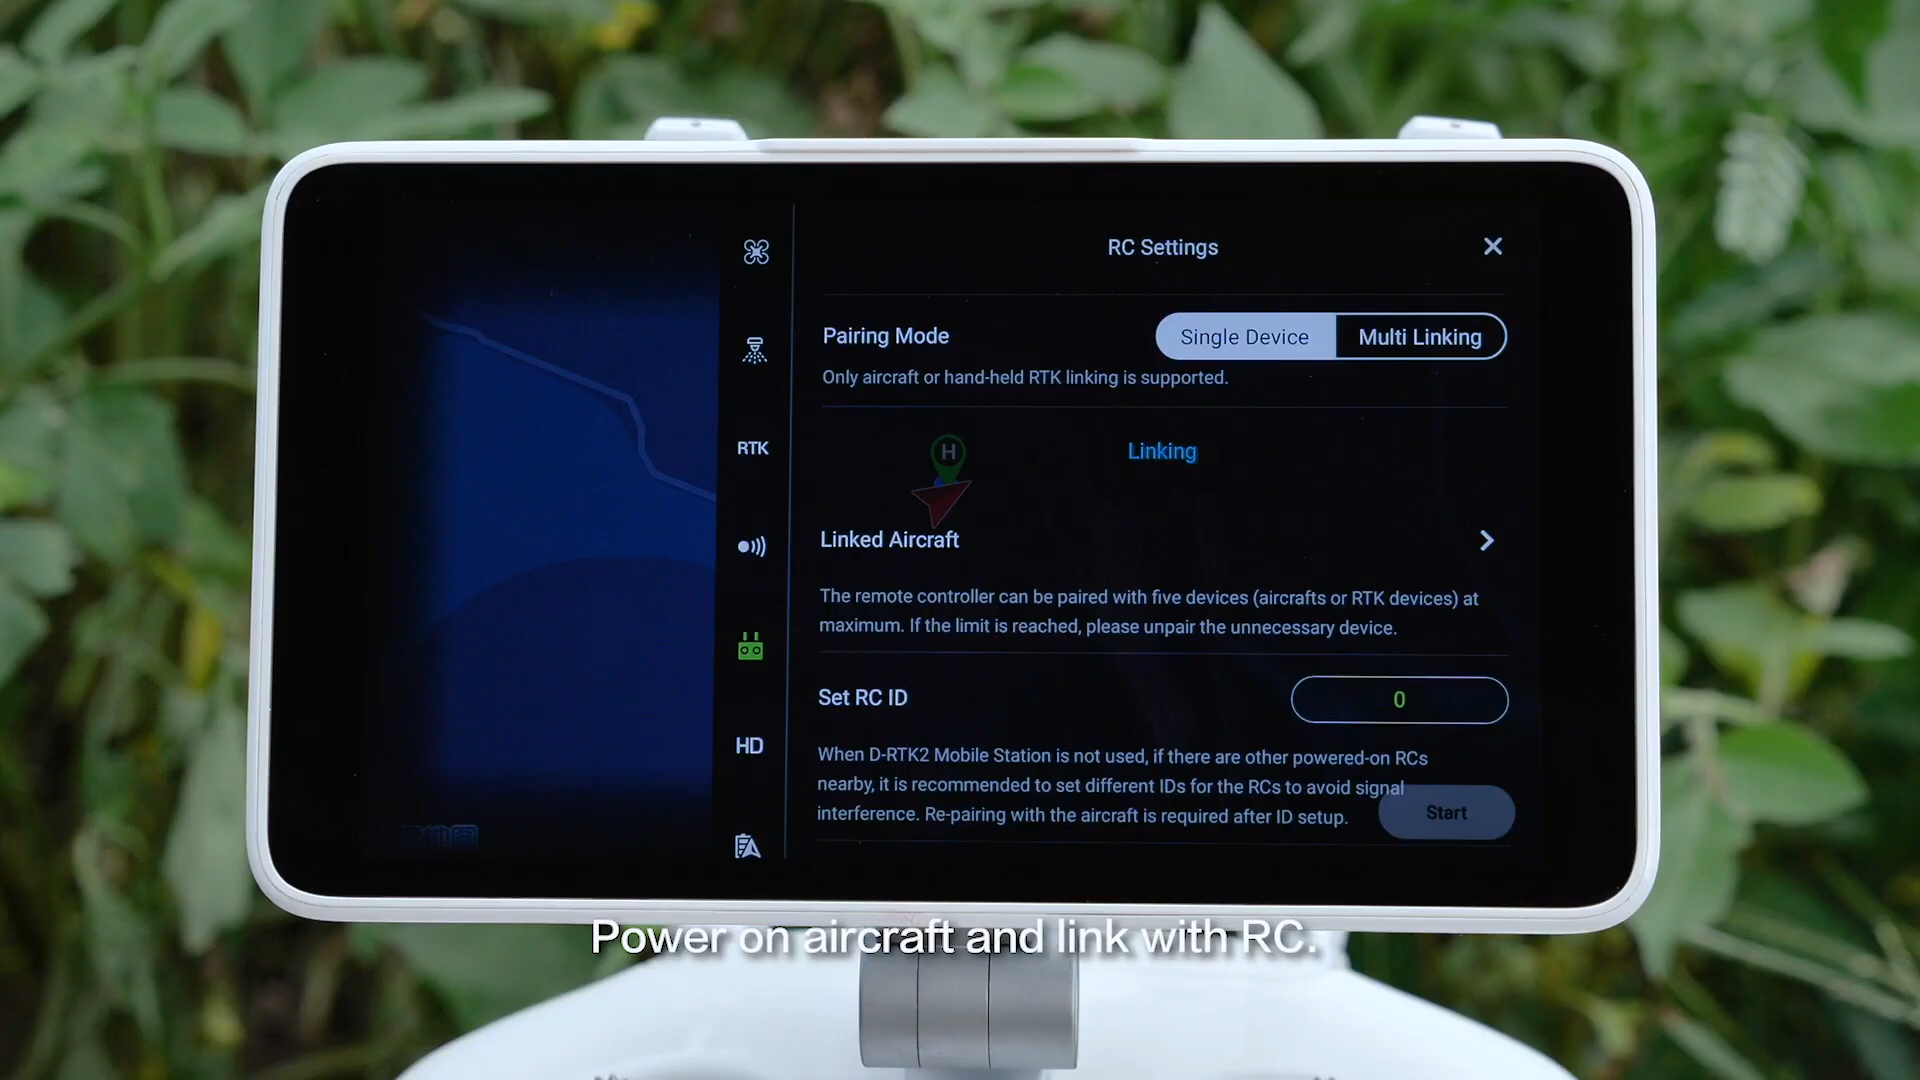 RC Settings
Pairing Mode
Single Device
Multi Linking
Only aircraft or hand-held RTK linking is supported.
RTK
H
Linking
Linked Aircraft
The remote controller can be paired with five devices (aircrafts or RTK devices) at
maximum. If the limit is reached, please unpair the unnecessary device.
Set RC ID
0
HD
When D-RTK2 Mobile Station is not used, if there are other powered-on RCs
nearby, it is recommended to set different IDs for the RCs to avoid signal
interference. Re-pairing with the aircraft is required after ID setup.
Start
Power on aircraft and link with RC.